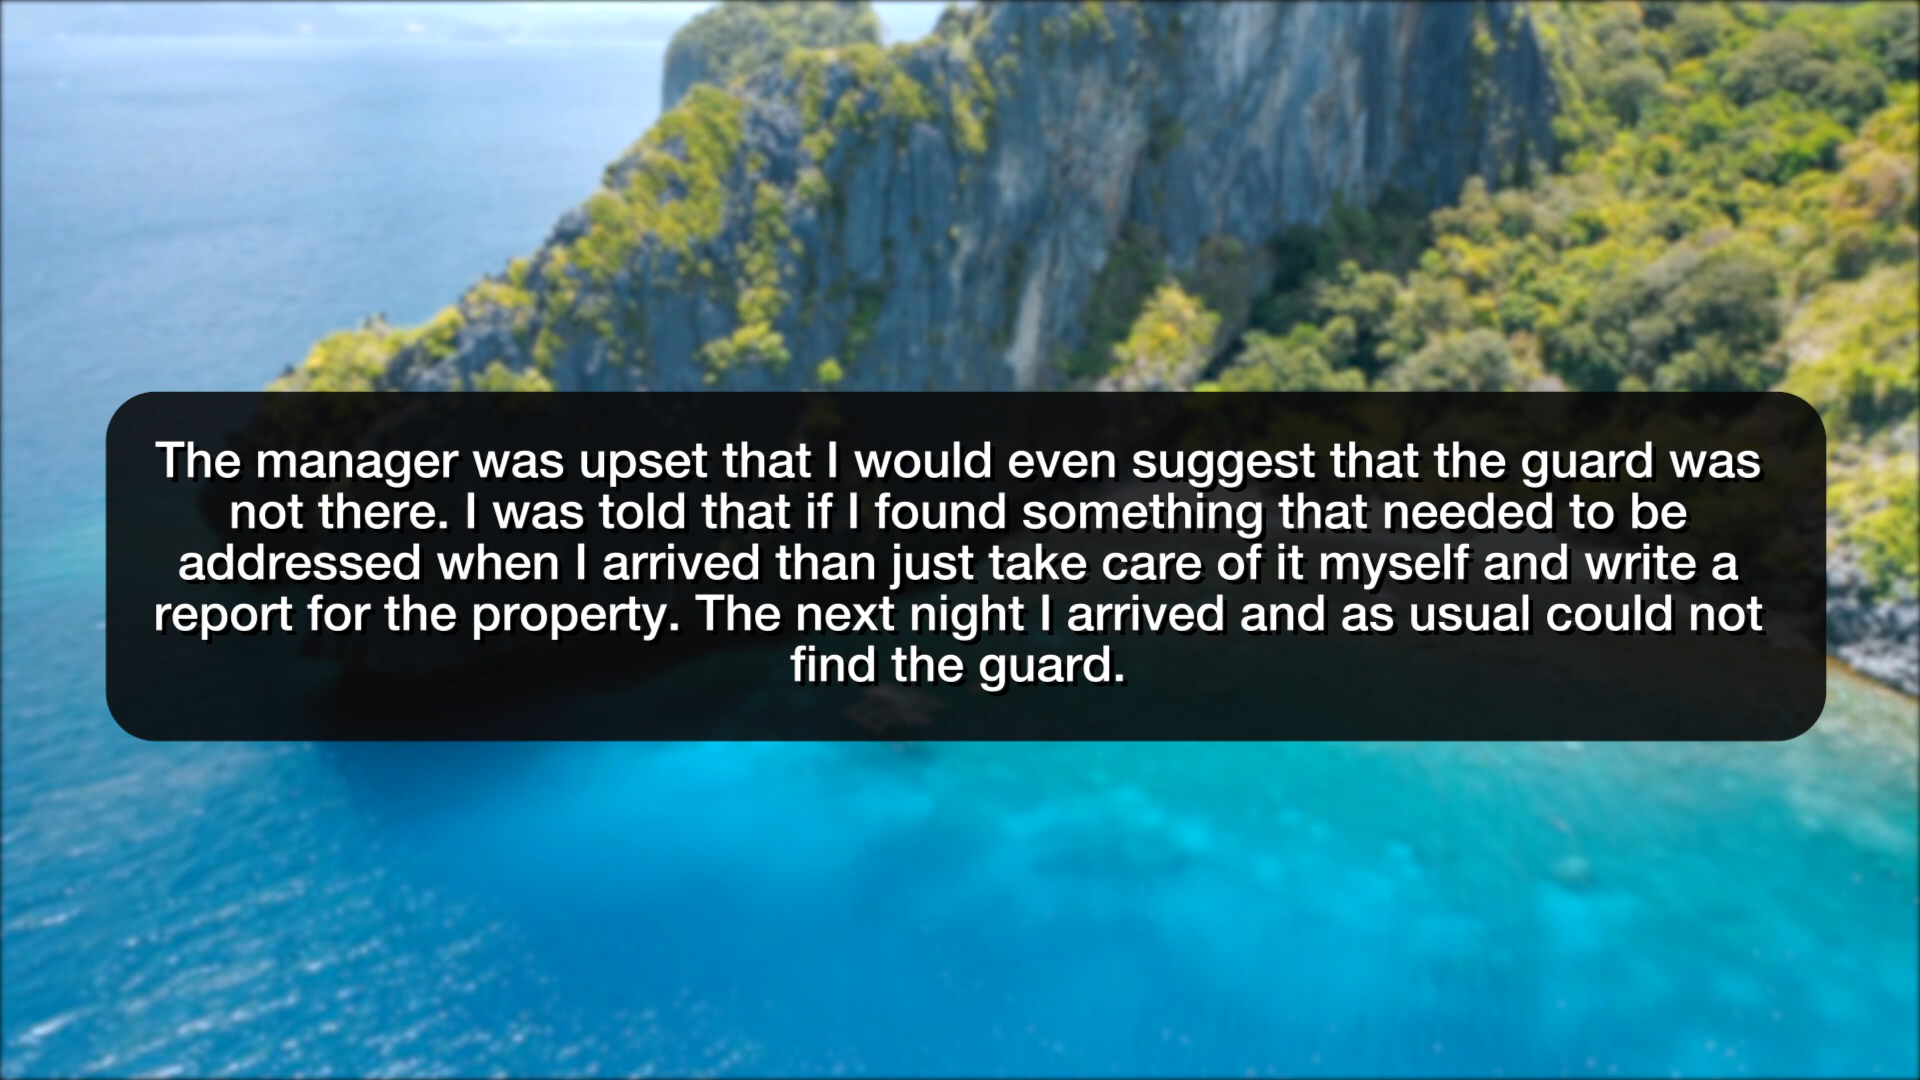 The manager was upset that I would even suggest that the guard was
not there. I was told that if I found something that needed to be
addressed when I arrived than just take care of it myself and write a
report for the property. The next night I arrived and as usual could not
find the guard.